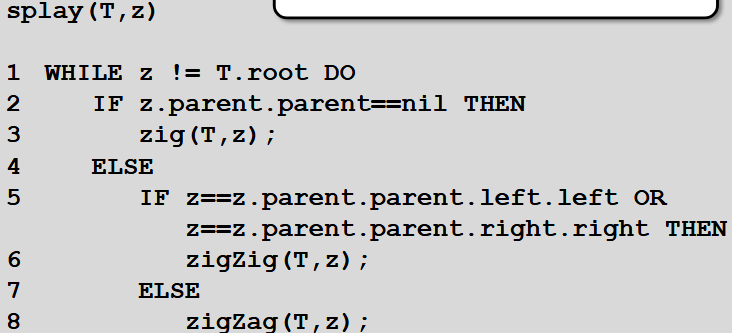 splay(T,z)
1 WHILE z != T.root DO
2 IF z.parent.parent==nil THEN
3 zig(T,z);
4 ELSE
5 IF z==z.parent.parent.left.left OR
z==z.parent.parent.right.right THEN
6 zigZig(T,z);
7 ELSE
8 zigZag(T,z);